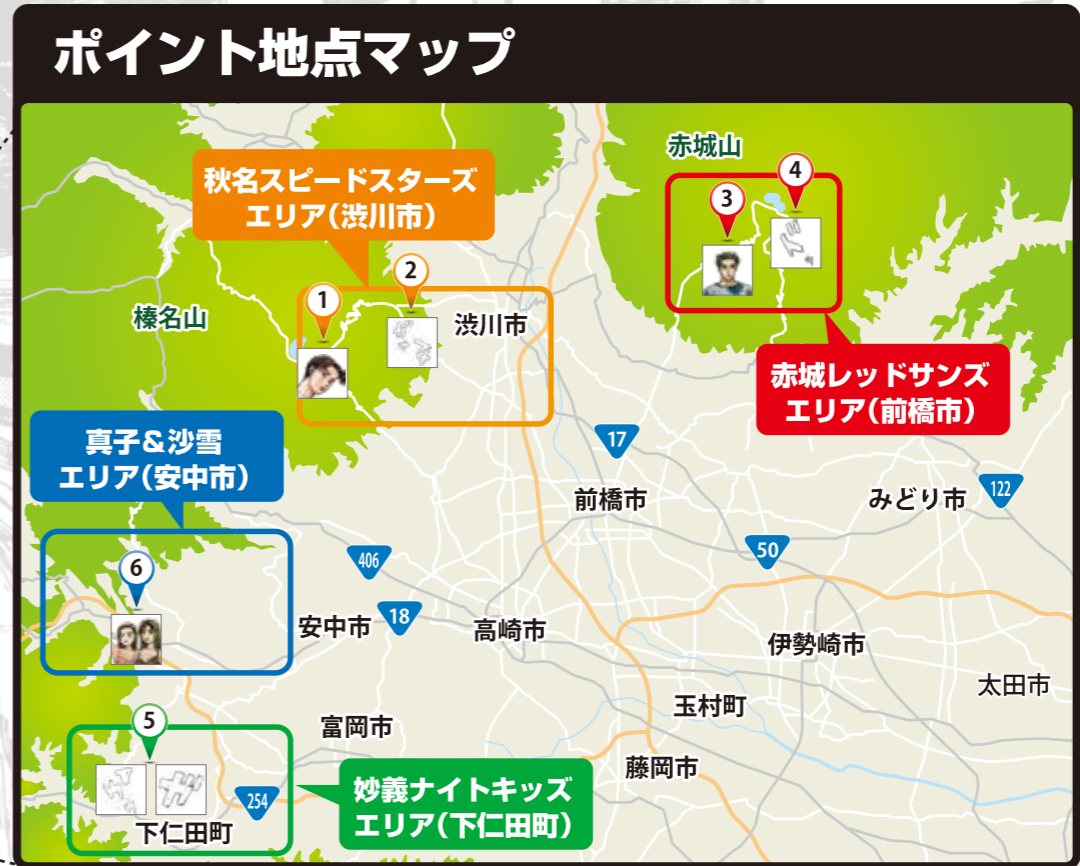 ポイント地点マップ
赤城山
4
3
秋名スピードスターズ
エリア（渋川市）
2
1
榛名山
渋川市
赤城レッドサンズ
エリア（前橋市）
真子＆沙雪
エリア（安中市）
17
前橋市
みどり市
122
50
406
6
安中市
18
高崎市
伊勢崎市
太田市
玉村町
5
富岡市
藤岡市
254
妙義ナイトキッズ
エリア（下仁田町）
下仁田町